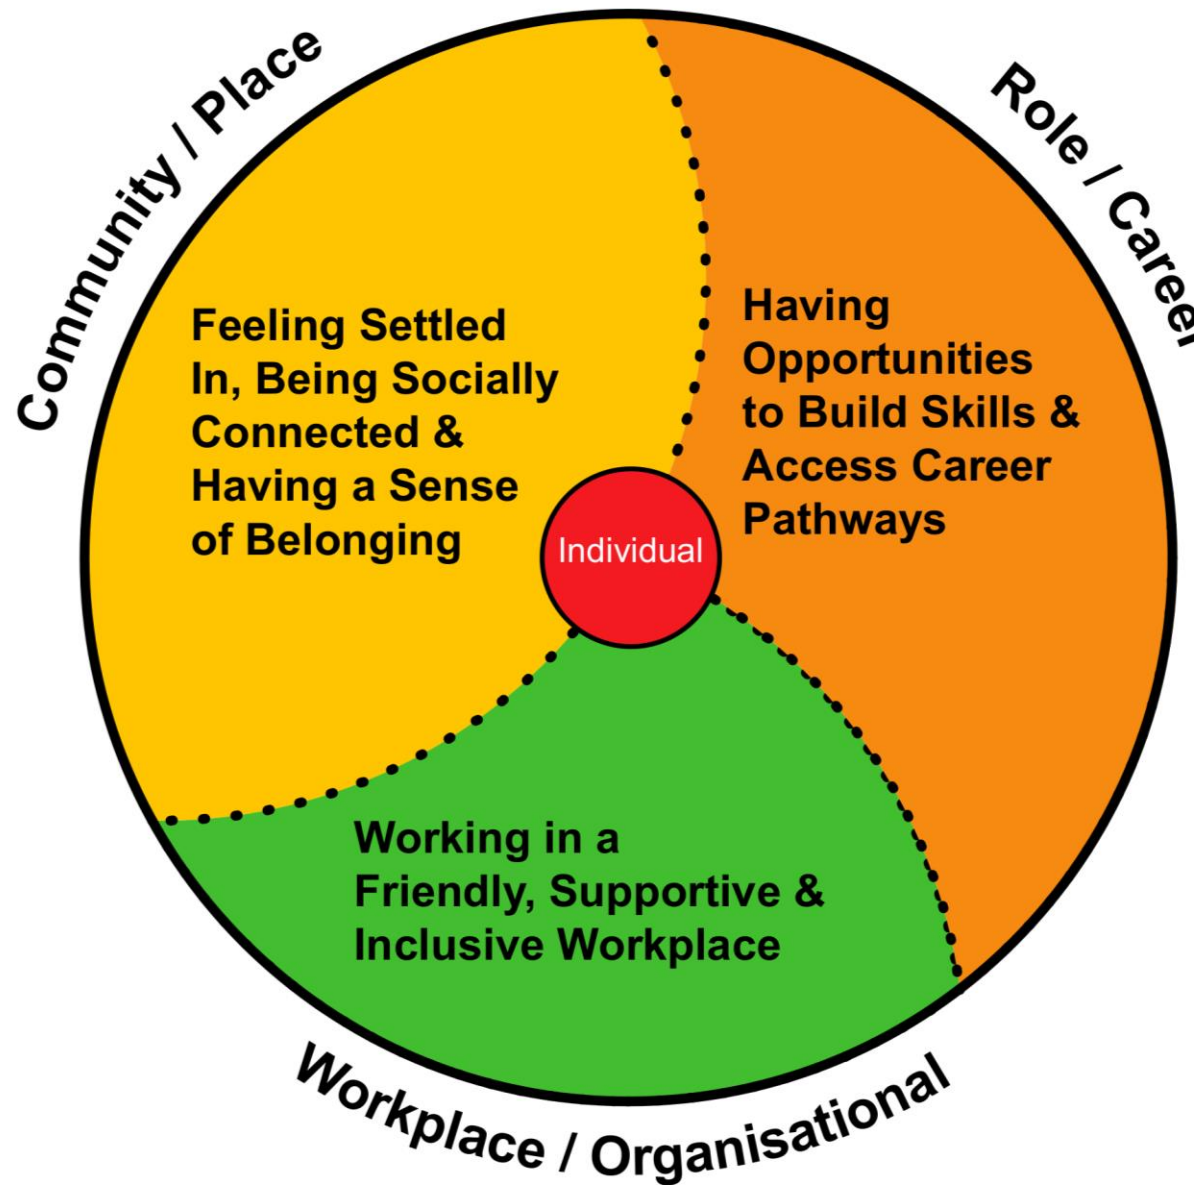 Community / Place
Role / Career
Feeling Settled
In, Being Socially
Connected &
Having a Sense
of Belonging
Having
Opportunities
to Build Skills &
Access Career
Pathways
Individual
Working in a
Friendly, Supportive &
Inclusive Workplace
Workplace / Organisational